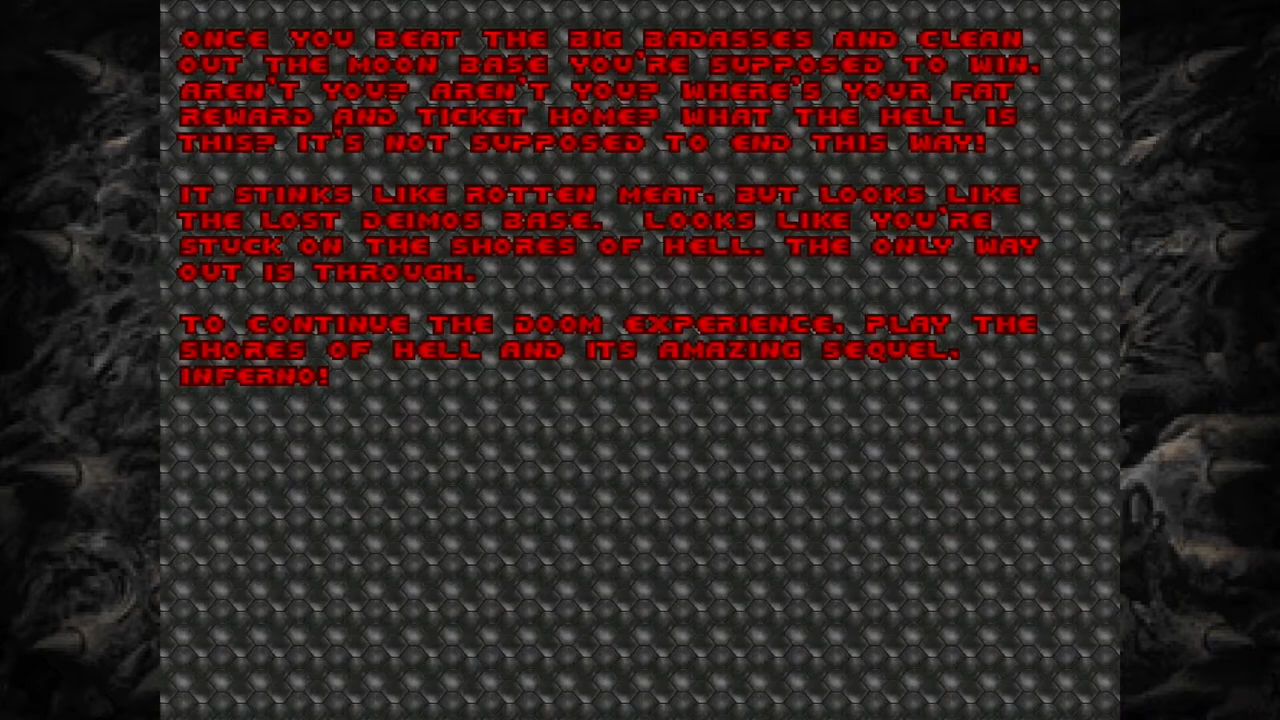 ONCE YOU BEAT THE BIG BADASSES AND CLEAN
OUT THE MOON BASE YOU'RE SUPPOSED TO WIN,
AREN'T YOU? AREN'T YOU? WHERE'S YOUR FAT
REWARD AND TICKET HOME? WHAT THE HELL IS
THIS? IT'S NOT SUPPOSED TO END THIS WAY!
IT STINKS LIKE ROTTEN MEAT, BUT LOOKS LIKE
THE LOST DEIMOS BASE.  LOOKS LIKE YOU'RE
STUCK ON THE SHORES OF HELL. THE ONLY WAY
OUT IS THROUGH.
TO CONTINUE THE DOOM EXPERIENCE, PLAY THE
SHORES OF HELL AND ITS AMAZING SEQUEL,
INFERNO!